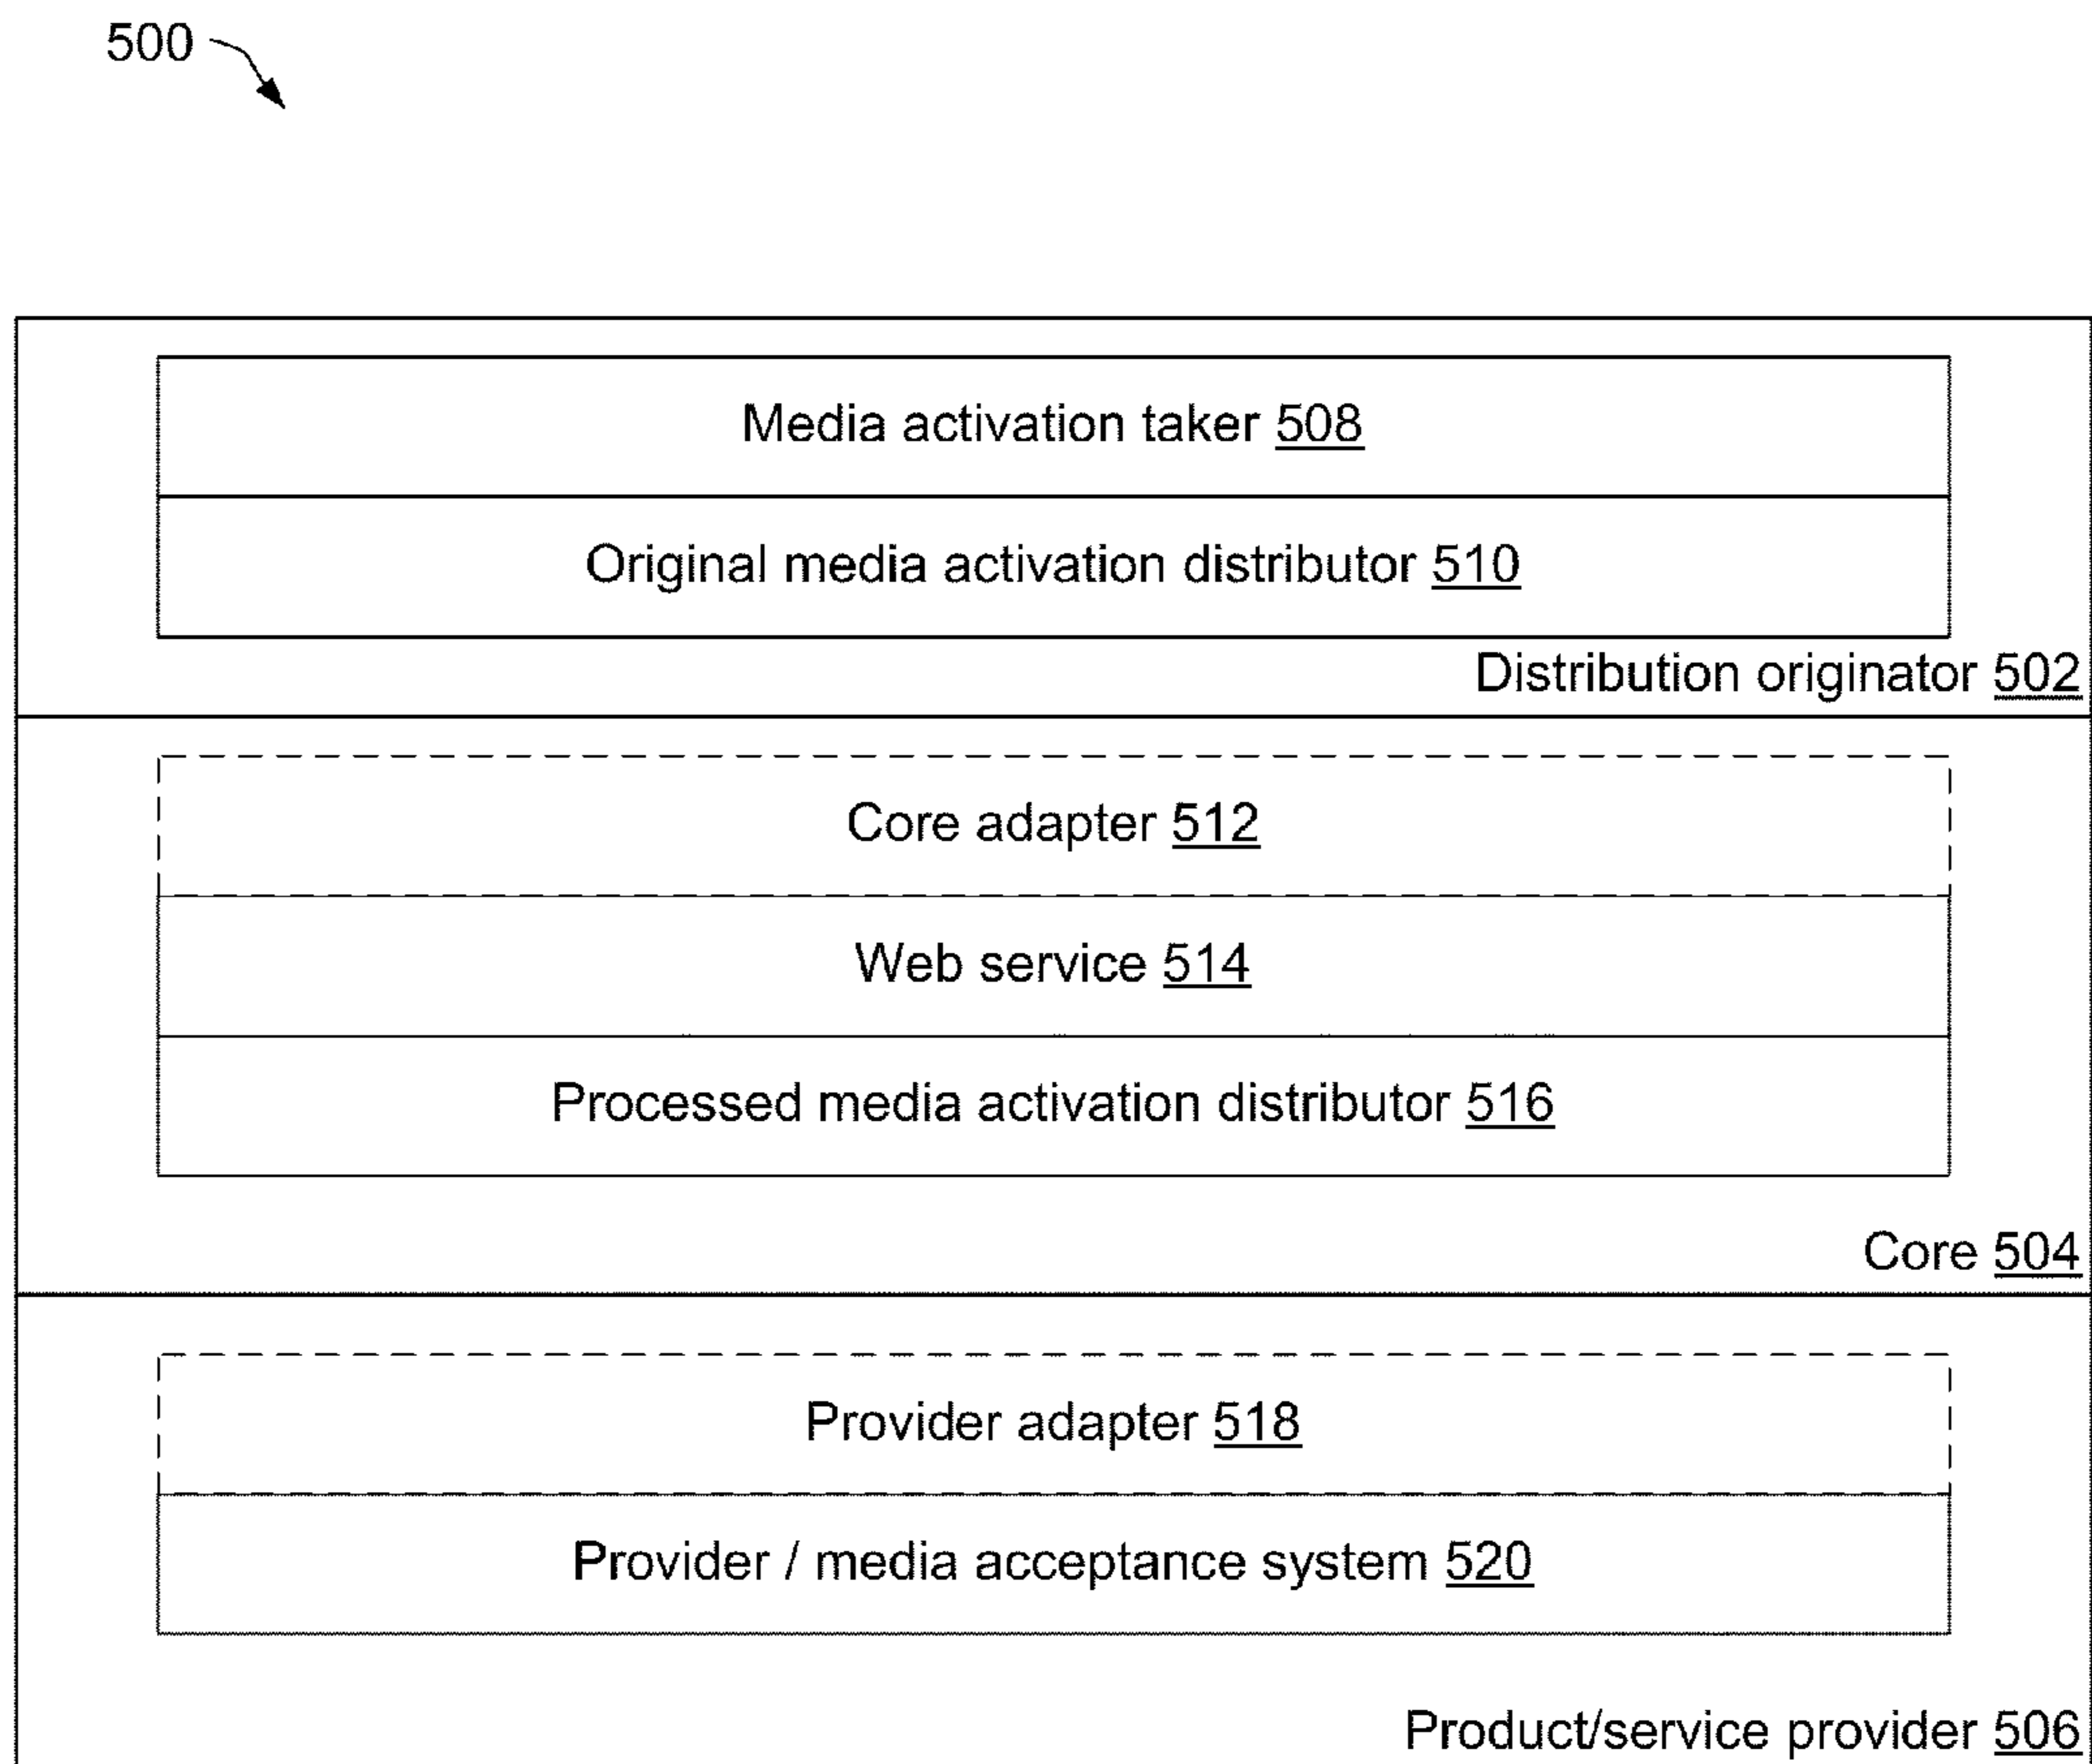 500
Media activation taker 508
Original media activation distributor 510
Distribution originator 502
Core adapter 512
Web service 514
Processed media activation distributor 516
Core 504
Provider adapter 518
Provider / media acceptance system 520
Product/service provider 506